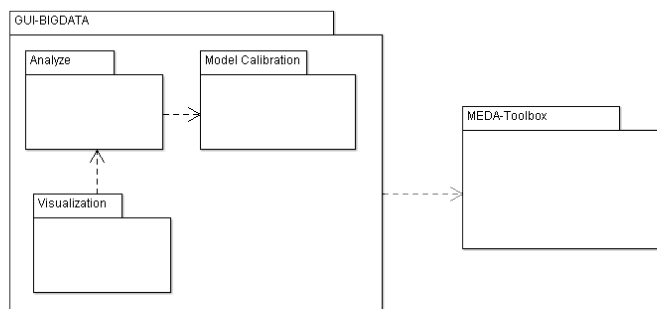 GUI-BIGDATA
Analyze
Model Calibration
MEDA-Toolbox
Visualization